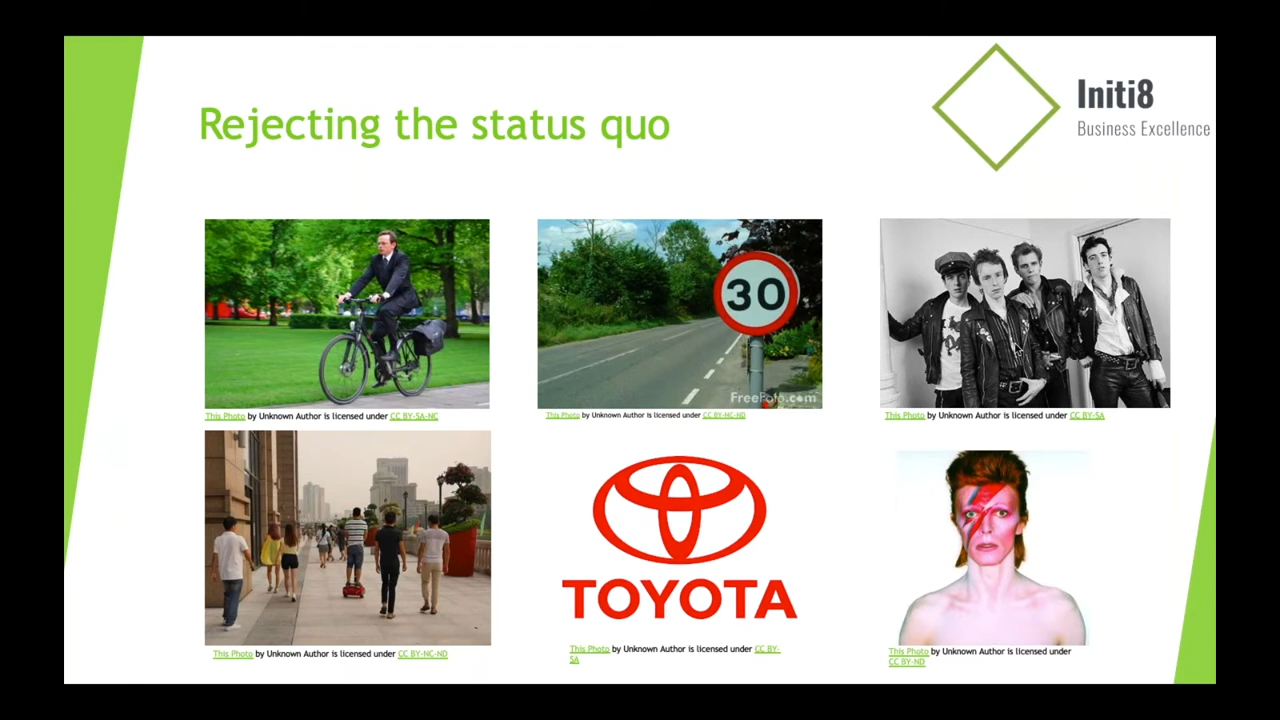 Initi8
Business Excellence
Rejecting the status quo
30
FreeFoto.com
This Photo by Unknown Author is licensed under CC BY-SA-NC
This Photo by Unknown Author is licensed under CC BY-NC-ND
This Photo by Unknown Author is licensed under CC BY-SA
TOYOTA
This Photo by Unknown Author is licensed under CC BY-NC-ND
This Photo by Unknown Author is licensed under CC BY-
SA
This Photo by Unknown Author is licensed under
CC BY-ND